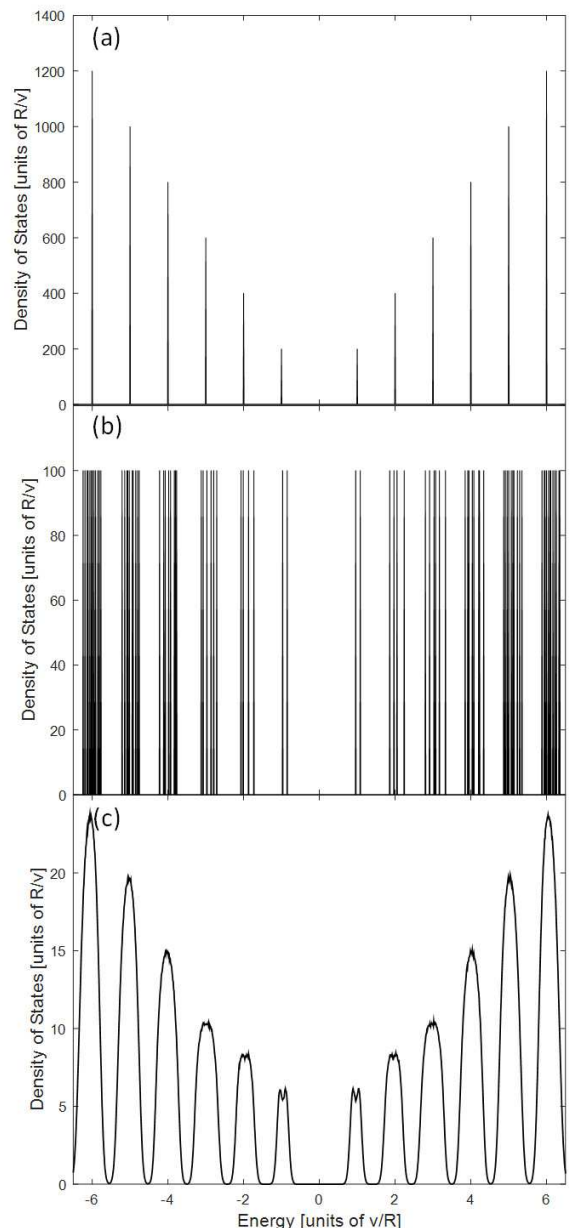 (a)
1400
1200
1000
800
600
400
200
0
Density of States [units of R/v]
(b)
100
80
60
40
20
0
Density of States [units of R/v]
(c)
20
15
10
5
0
Density of States [units of R/v]
-6 -4 -2 0 2 4 6
Energy [units of v/R]